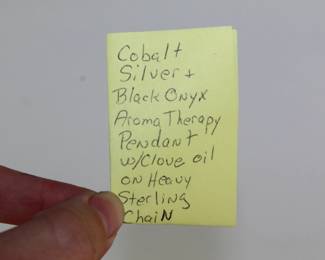 Cobalt
Silver +
Black Onyx
Aroma Therapy
Pendant
w/Clove oil
on Heavy
Sterling
Chain